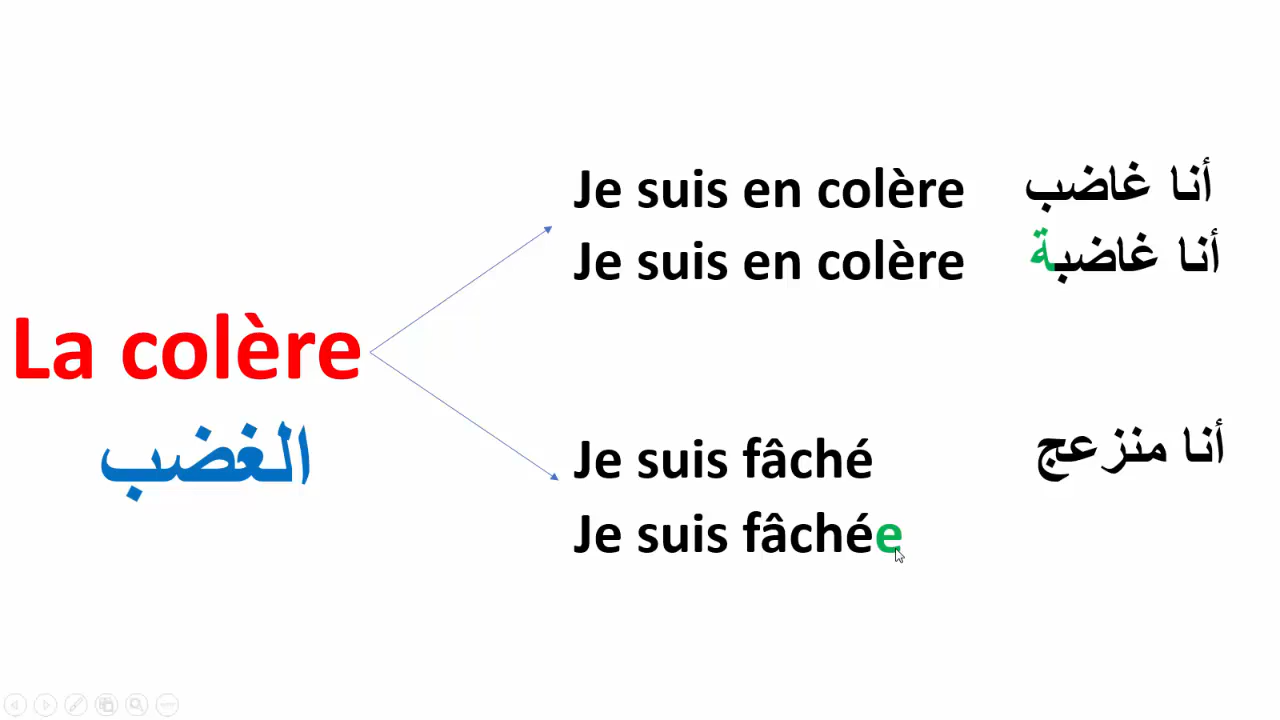 Je suis en colère أنا غاضب
Je suis en colère أنا غاضبة
La colère
الغضب
Je suis fâché أنا منزعج
Je suis fâchée